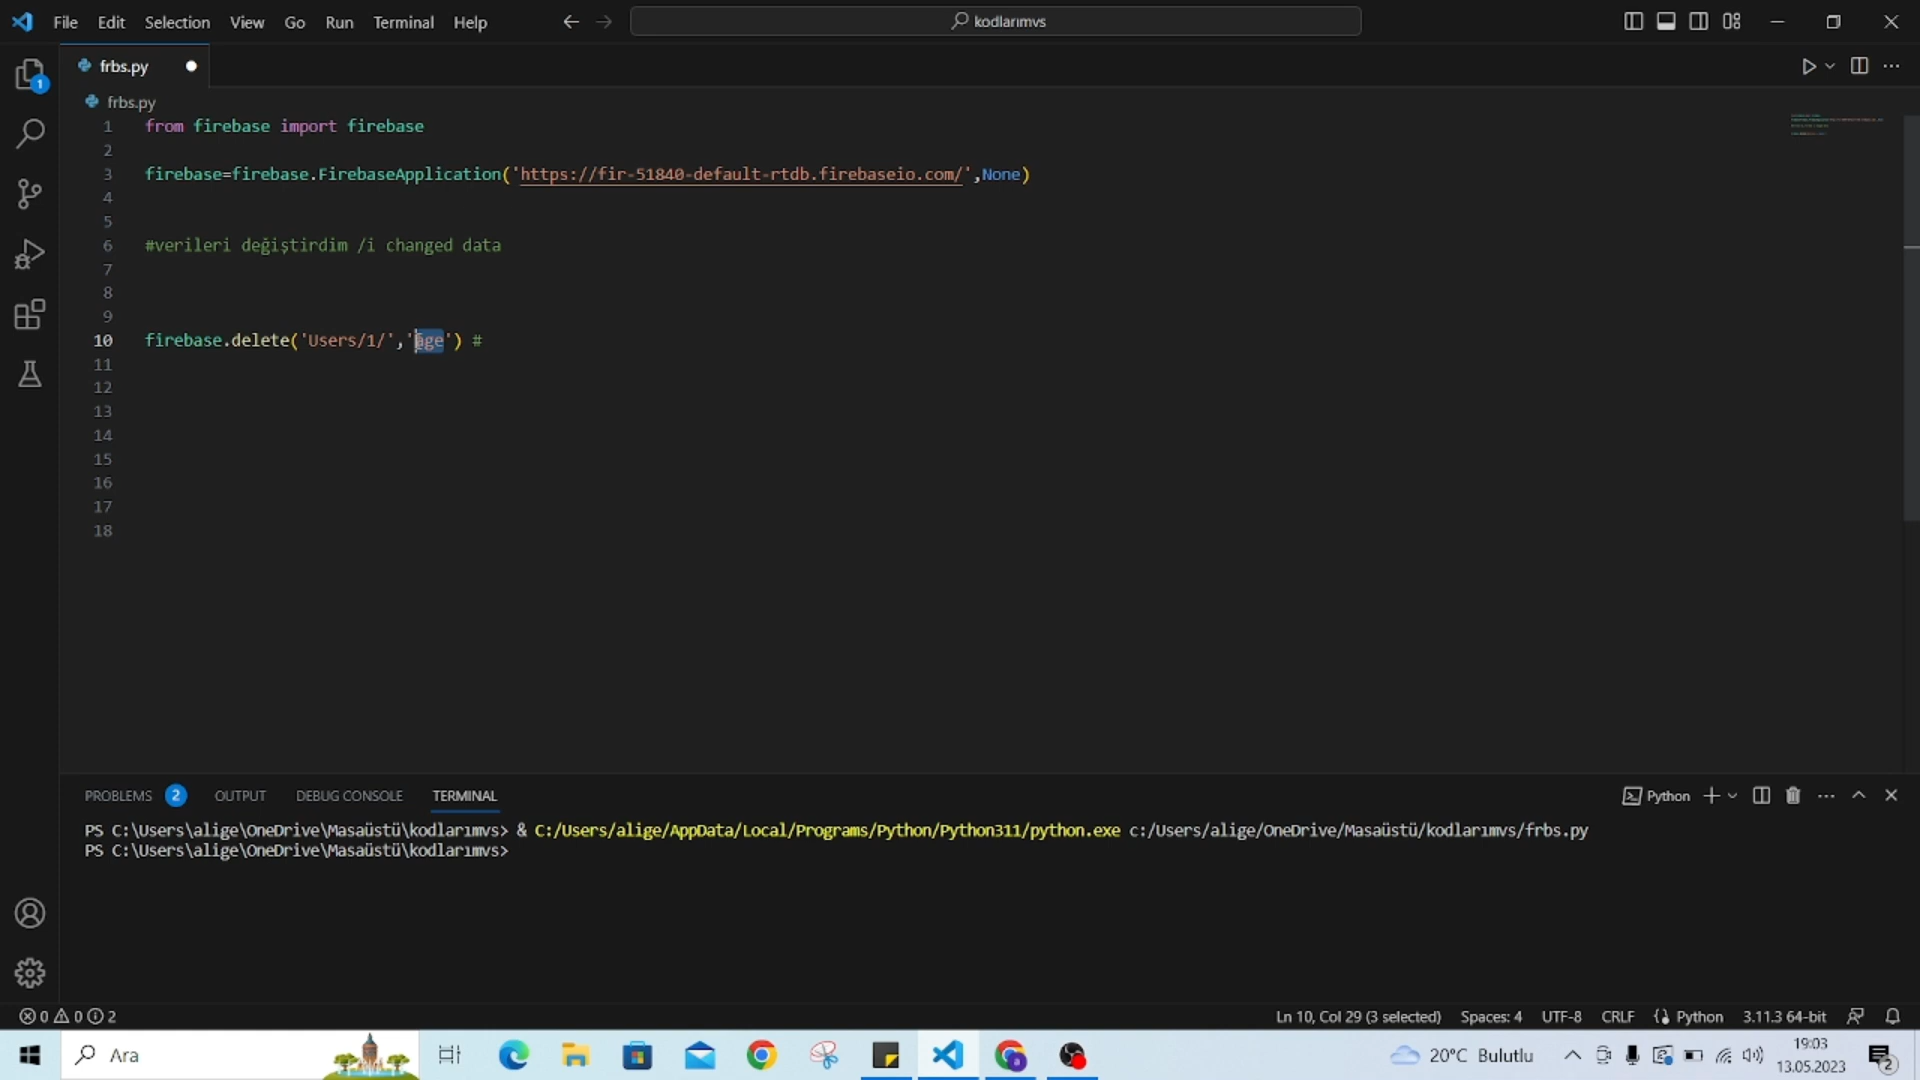 File Edit Selection View Go Run Terminal Help
kodlarımvs
frbs.py
1
frbs.py
1 from firebase import firebase
2
3 firebase=firebase.FirebaseApplication('https://fir-51840-default-rtdb.firebaseio.com/',None)
4
5
6 #verileri değiştirdim /i changed data
7
8
9
10 firebase.delete('Users/1/','age') #
11
12
13
14
15
16
17
18
PROBLEMS 2 OUTPUT DEBUG CONSOLE TERMINAL
Python
PS C:\Users\alige\OneDrive\Masaüstü\kodlarımvs> & C:/Users/alige/AppData/Local/Programs/Python/Python311/python.exe c:/Users/alige/OneDrive/Masaüstü/kodlarımvs/frbs.py
PS C:\Users\alige\OneDrive\Masaüstü\kodlarımvs>
0 0 2
Ln 10, Col 29 (3 selected) Spaces: 4 UTF-8 CRLF Python 3.11.3 64-bit
Ara
20°C Bulutlu
19:03
13.05.2023
2